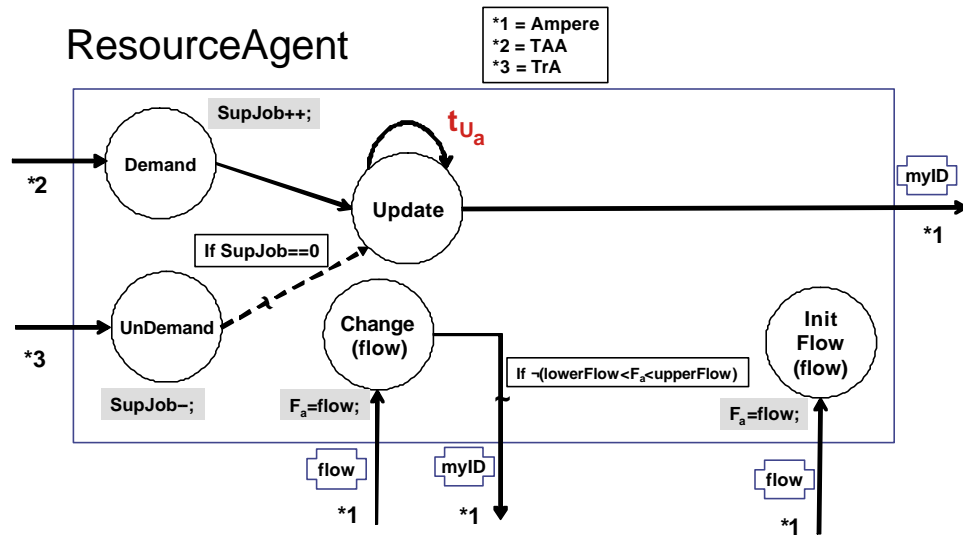 *1 = Ampere
*2 = TAA
*3 = TrA
ResourceAgent
SupJob++;
tUa
Demand
*2
Update
myID
*1
If SupJob==0
UnDemand
*3
Change
(flow)
Init
Flow
(flow)
If ¬(lowerFlow<Fa<upperFlow)
SupJob–;
Fa=flow;
Fa=flow;
flow
myID
flow
*1
*1
*1